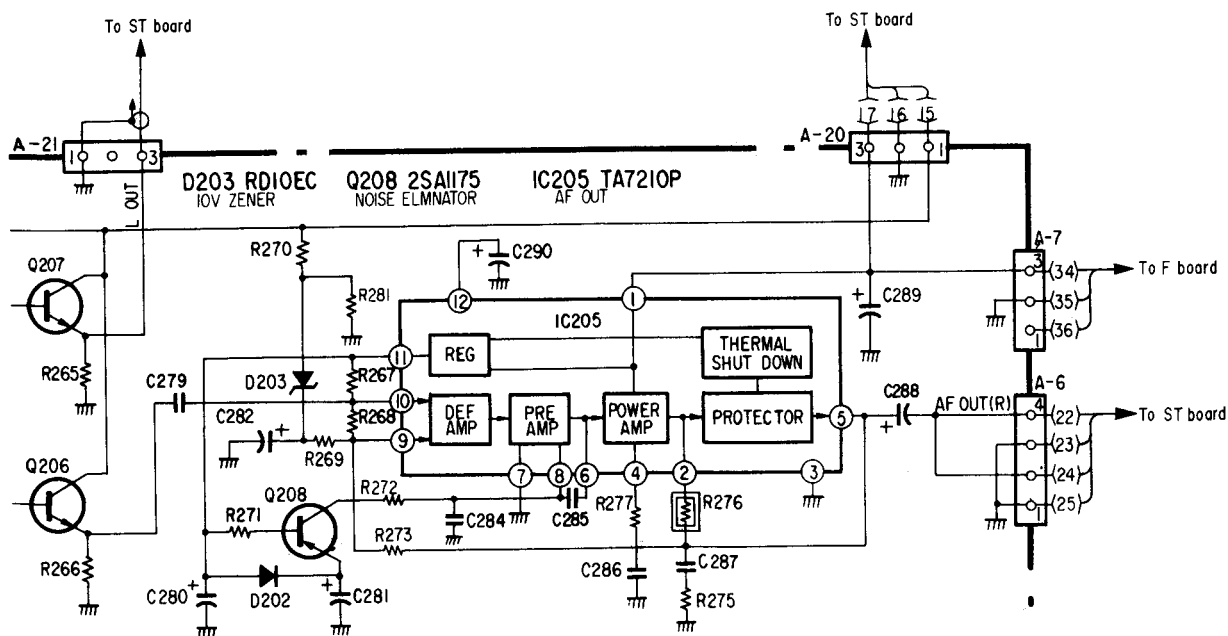 To ST board
To ST board
17 16 15
A-21
1
3
A-20
3
1
D203 RD10EC
10V ZENER
Q208 2SA1175
NOISE ELMNATOR
IC205 TA7210P
AF OUT
L OUT
R270
C290
A-7
3
(34)
To F board
(35)
(36)
1
Q207
R281
12
1
C289
IC205
R265
11
REG
THERMAL
SHUT DOWN
D203
R267
C279
10
DEF
AMP
PRE
AMP
POWER
AMP
PROTECTOR
5
C288
AF OUT(R)
A-6
4
(22)
To ST board
(23)
(24)
(25)
1
C282
R268
9
R269
7
8
6
4
2
3
Q206
Q208
R272
C285
R277
R276
R271
C284
R273
R266
C286
C287
C280
D202
C281
R275